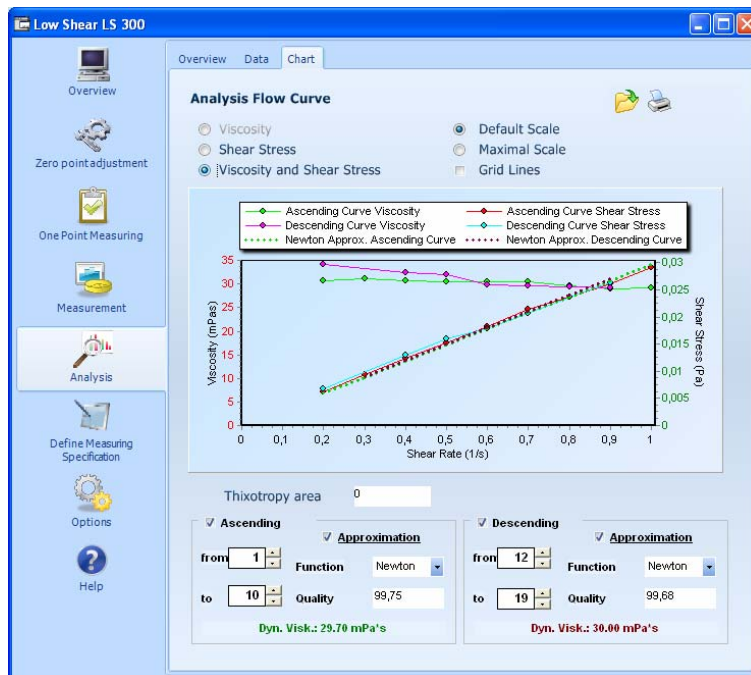 Low Shear LS 300
Overview
Zero point adjustment
One Point Measuring
Measurement
Analysis
Define Measuring
Specification
Options
Help
Overview Data Chart
Analysis Flow Curve
Viscosity
Shear Stress
Viscosity and Shear Stress
Default Scale
Maximal Scale
Grid Lines
Ascending Curve Viscosity
Descending Curve Viscosity
Newton Approx. Ascending Curve
Ascending Curve Shear Stress
Descending Curve Shear Stress
Newton Approx. Descending Curve
Viscosity (mPas)
35
30
25
20
15
10
5
0
0 0,1 0,2 0,3 0,4 0,5 0,6 0,7 0,8 0,9 1
Shear Rate (1/s)
0,03
0,025
0,02
0,015
0,01
0,005
0
Shear Stress (Pa)
Thixotropy area 0
Ascending
Approximation
from 1 Function Newton
to 10 Quality 99,75
Dyn. Visk.: 29.70 mPa*s
Descending
Approximation
fron 12 Function Newton
to 19 Quality 99,68
Dyn. Visk.: 30.00 mPa*s